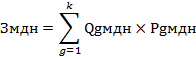 Змдн = ∑_{g=1}^{k} Qgмдн × Pgмдн